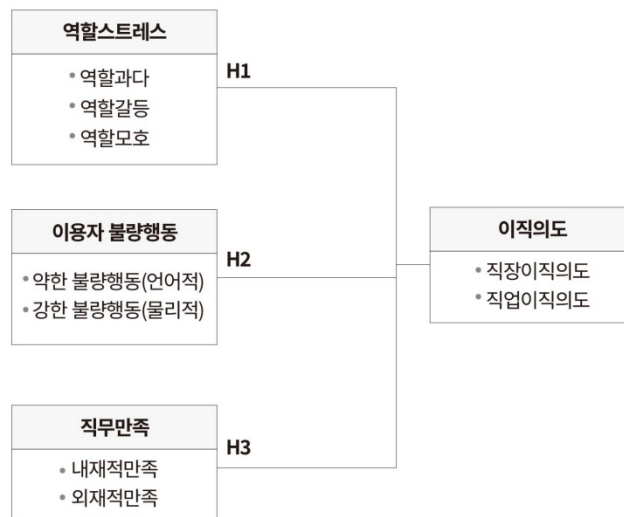 역할스트레스
• 역할과다
• 역할갈등
• 역할모호
H1
이용자 불량행동
• 약한 불량행동(언어적)
• 강한 불량행동(물리적)
H2
직무만족
• 내재적만족
• 외재적만족
H3
이직의도
• 직장이직의도
• 직업이직의도